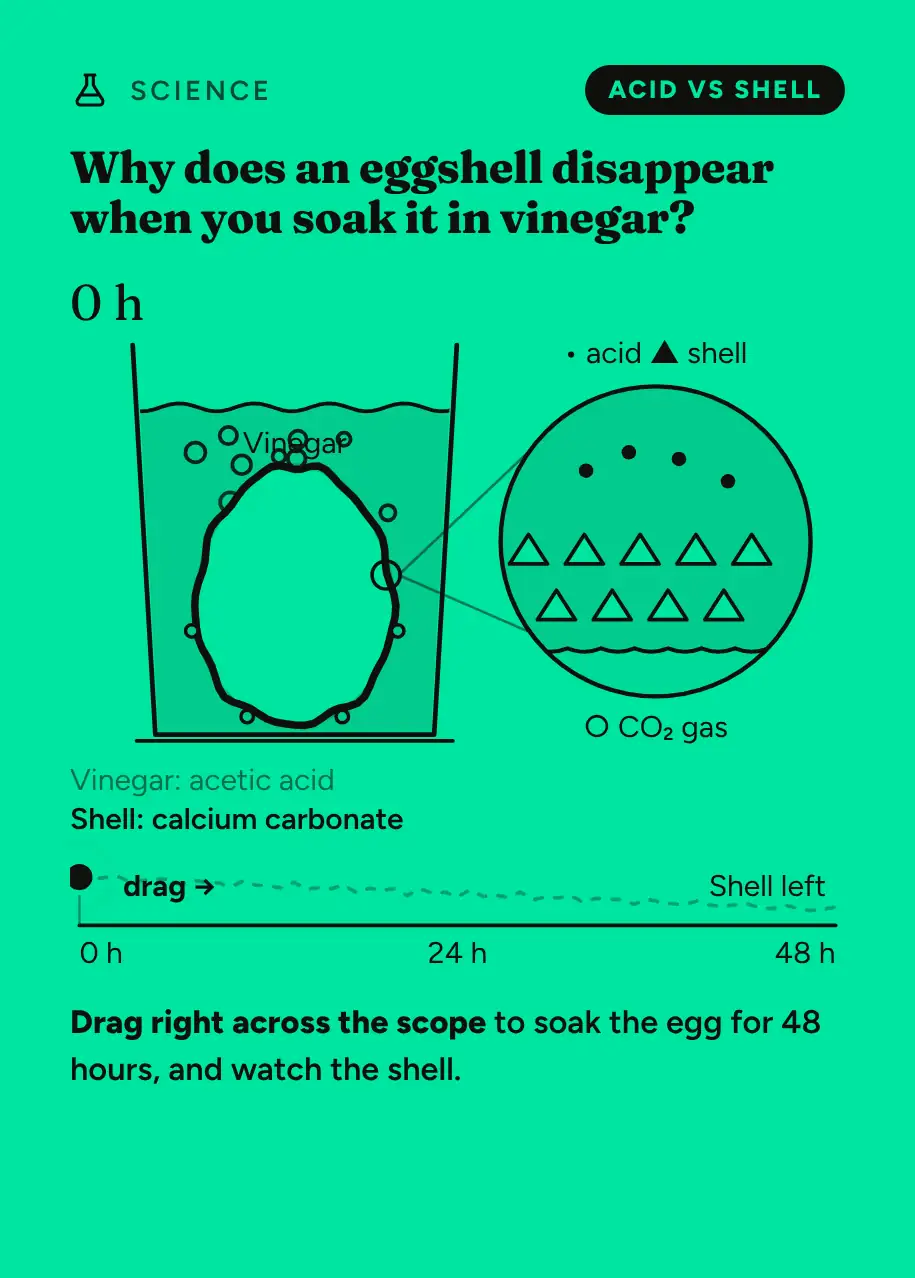 SCIENCE
ACID VS SHELL
Why does an eggshell disappear
when you soak it in vinegar?
0 h
• acid ▲ shell
Vinegar
CO₂ gas
Vinegar: acetic acid
Shell: calcium carbonate
drag →
Shell left
0 h
24 h
48 h
Drag right across the scope to soak the egg for 48
hours, and watch the shell.